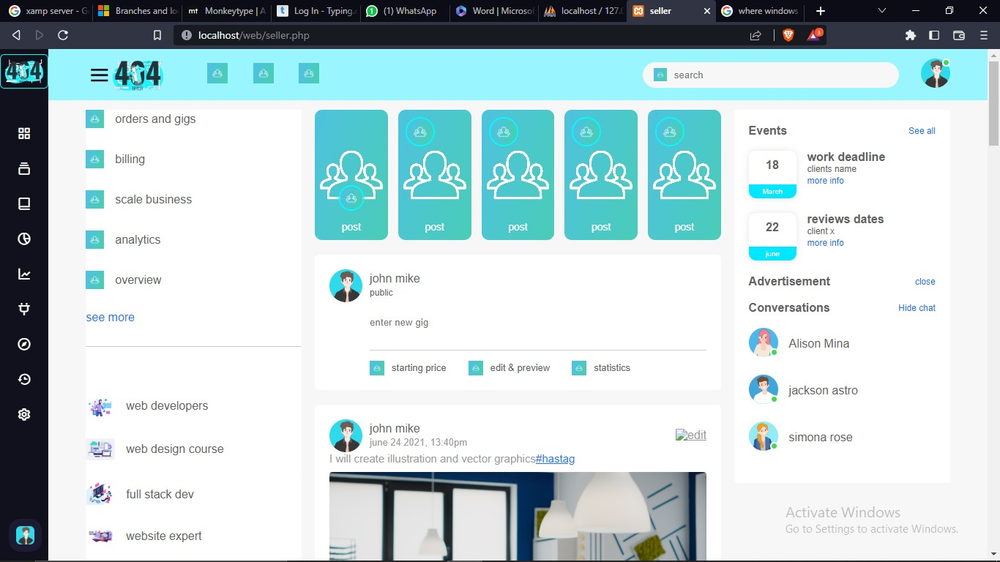 xamp server - G
Branches and lo
Monkeytype | A
Log In - Typing.c
(1) WhatsApp
Word | Microsof
localhost / 127.0
seller
where windows
localhost/web/seller.php
3
404
404
search
orders and gigs
billing
scale business
analytics
overview
see more
web developers
web design course
full stack dev
website expert
post
post
post
post
post
john mike
public
enter new gig
starting price
edit & preview
statistics
john mike
june 24 2021, 13:40pm
edit
I will create illustration and vector graphics#hastag
Events
See all
18
March
work deadline
clients name
more info
22
june
reviews dates
client x
more info
Advertisement
close
Conversations
Hide chat
Alison Mina
jackson astro
simona rose
Activate Windows
Go to Settings to activate Windows.